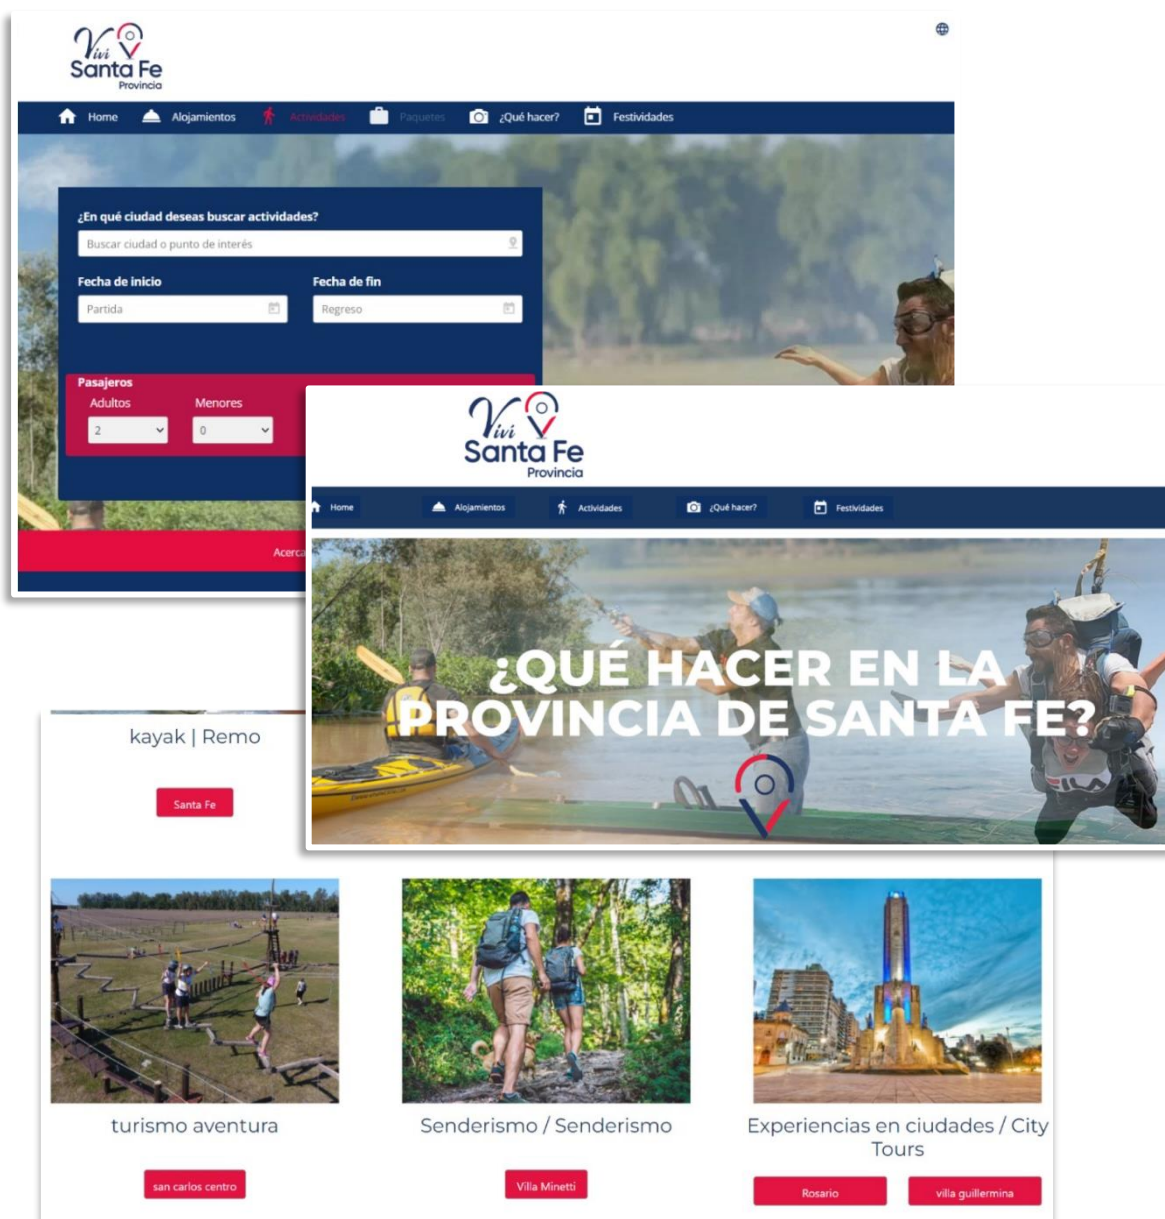 Viví
Santa Fe
Provincia
Home Alojamientos Actividades Paquetes ¿Qué hacer? Festividades
¿En qué ciudad deseas buscar actividades?
Buscar ciudad o punto de interés
Fecha de inicio Fecha de fin
Partida Regreso
Pasajeros
Adultos Menores
2 0
Acerca
Viví
Santa Fe
Provincia
Home Alojamientos Actividades ¿Qué hacer? Festividades
¿QUÉ HACER EN LA
PROVINCIA DE SANTA FE?
FILA
kayak | Remo
Santa Fe
turismo aventura
san carlos centro
Senderismo / Senderismo
Villa Minetti
Experiencias en ciudades / City
Tours
Rosario villa guillermina